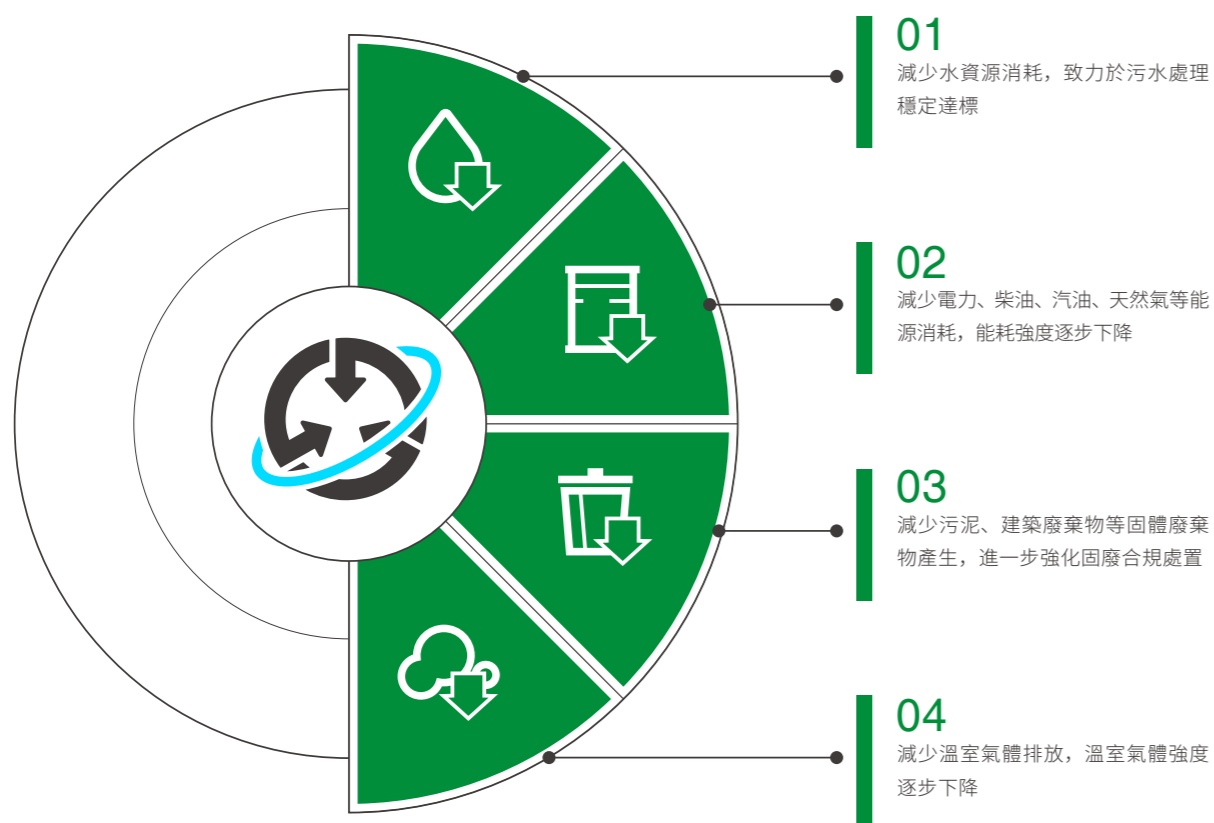 01
減少水資源消耗，致力於污水處理
穩定達標
02
減少電力、柴油、汽油、天然氣等能
源消耗，能耗強度逐步下降
03
減少污泥、建築廢棄物等固體廢棄
物產生，進一步強化固廢合規處置
04
減少溫室氣體排放，溫室氣體強度
逐步下降